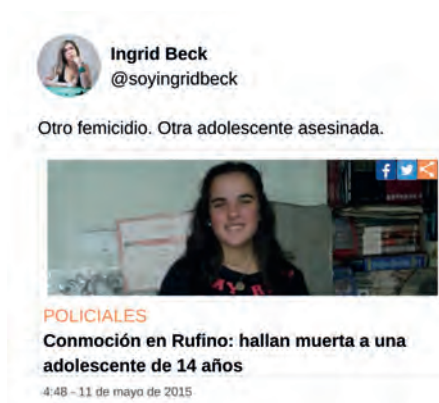 Ingrid Beck
@soyingridbeck
Otro femicidio. Otra adolescente asesinada.
POLICIALES
Conmoción en Rufino: hallan muerta a una
adolescente de 14 años
4:48 - 11 de mayo de 2015